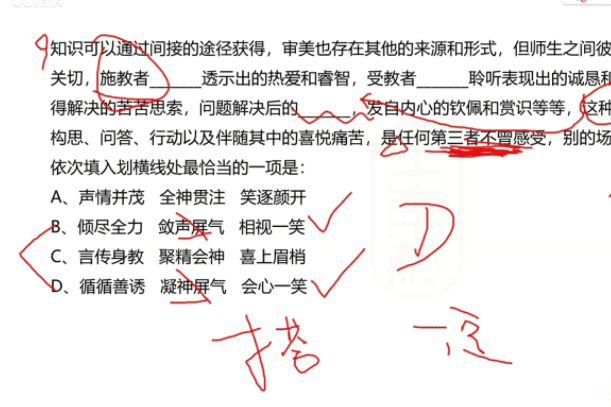 9
知识可以通过间接的途径获得，审美也存在其他的来源和形式，但师生之间彼
关切，施教者______透示出的热爱和睿智，受教者______聆听表现出的诚恳和
得解决的苦苦思索，问题解决后的______，发自内心的钦佩和赏识等等，这种
构思、问答、行动以及伴随其中的喜悦痛苦，是任何第三者不曾感受，别的场
依次填入划横线处最恰当的一项是：
A、声情并茂 全神贯注 笑逐颜开
B、倾尽全力 敛声屏气 相视一笑
C、言传身教 聚精会神 喜上眉梢
D、循循善诱 凝神屏气 会心一笑
D
搭 一定